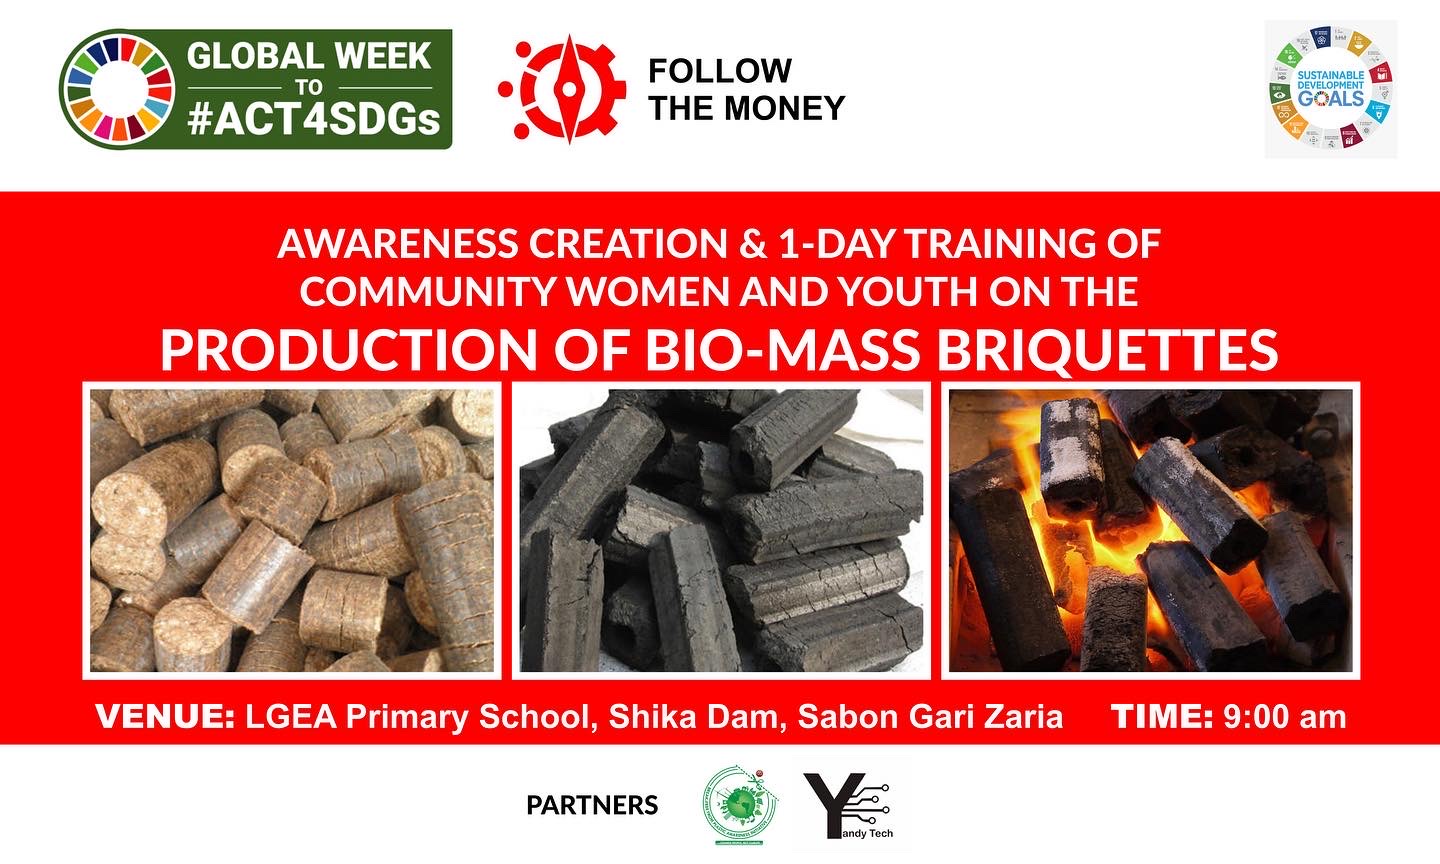 GLOBAL WEEK
TO
#ACT4SDGs
FOLLOW
THE MONEY
SUSTAINABLE
DEVELOPMENT
GOALS
AWARENESS CREATION & 1-DAY TRAINING OF
COMMUNITY WOMEN AND YOUTH ON THE
PRODUCTION OF BIO-MASS BRIQUETTES
VENUE: LGEA Primary School, Shika Dam, Sabon Gari Zaria TIME: 9:00 am
PARTNERS
Yandy Tech